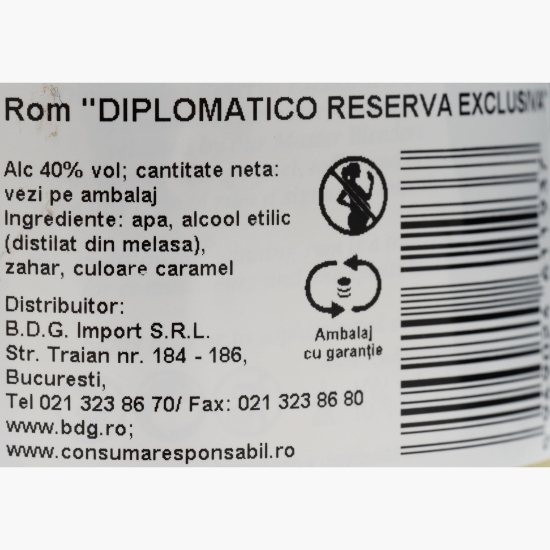 Rom "DIPLOMATICO RESERVA EXCLUSIVA"
Alc 40% vol; cantitate neta:
vezi pe ambalaj
Ingrediente: apa, alcool etilic
(distilat din melasa),
zahar, culoare caramel
Ambalaj
cu garanție
Distribuitor:
B.D.G. Import S.R.L.
Str. Traian nr. 184 - 186,
Bucuresti,
Tel 021 323 86 70/ Fax: 021 323 86 80
www.bdg.ro;
www.consumaresponsabil.ro